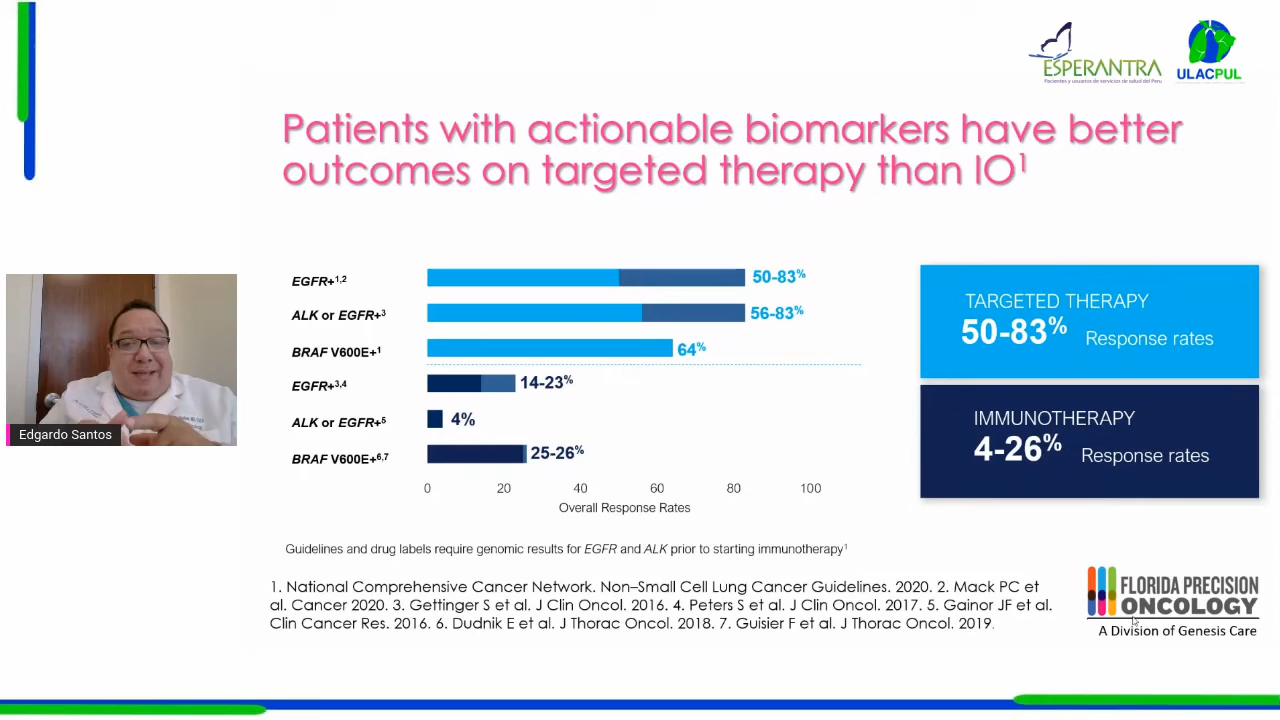 ESPERANTRA
Pacientes y usuarios de servicios de salud del Perú
ULACPUL
Patients with actionable biomarkers have better
outcomes on targeted therapy than IO1
EGFR+1,2
50-83%
ALK or EGFR+3
56-83%
BRAF V600E+1
64%
EGFR+3,4
14-23%
ALK or EGFR+5
4%
BRAF V600E+6,7
25-26%
0 20 40 60 80 100
Overall Response Rates
TARGETED THERAPY
50-83% Response rates
IMMUNOTHERAPY
4-26% Response rates
Edgardo Santos
Guidelines and drug labels require genomic results for EGFR and ALK prior to starting immunotherapy1
1. National Comprehensive Cancer Network. Non–Small Cell Lung Cancer Guidelines. 2020. 2. Mack PC et
al. Cancer 2020. 3. Gettinger S et al. J Clin Oncol. 2016. 4. Peters S et al. J Clin Oncol. 2017. 5. Gainor JF et al.
Clin Cancer Res. 2016. 6. Dudnik E et al. J Thorac Oncol. 2018. 7. Guisier F et al. J Thorac Oncol. 2019.
FLORIDA PRECISION
ONCOLOGY
A Division of Genesis Care